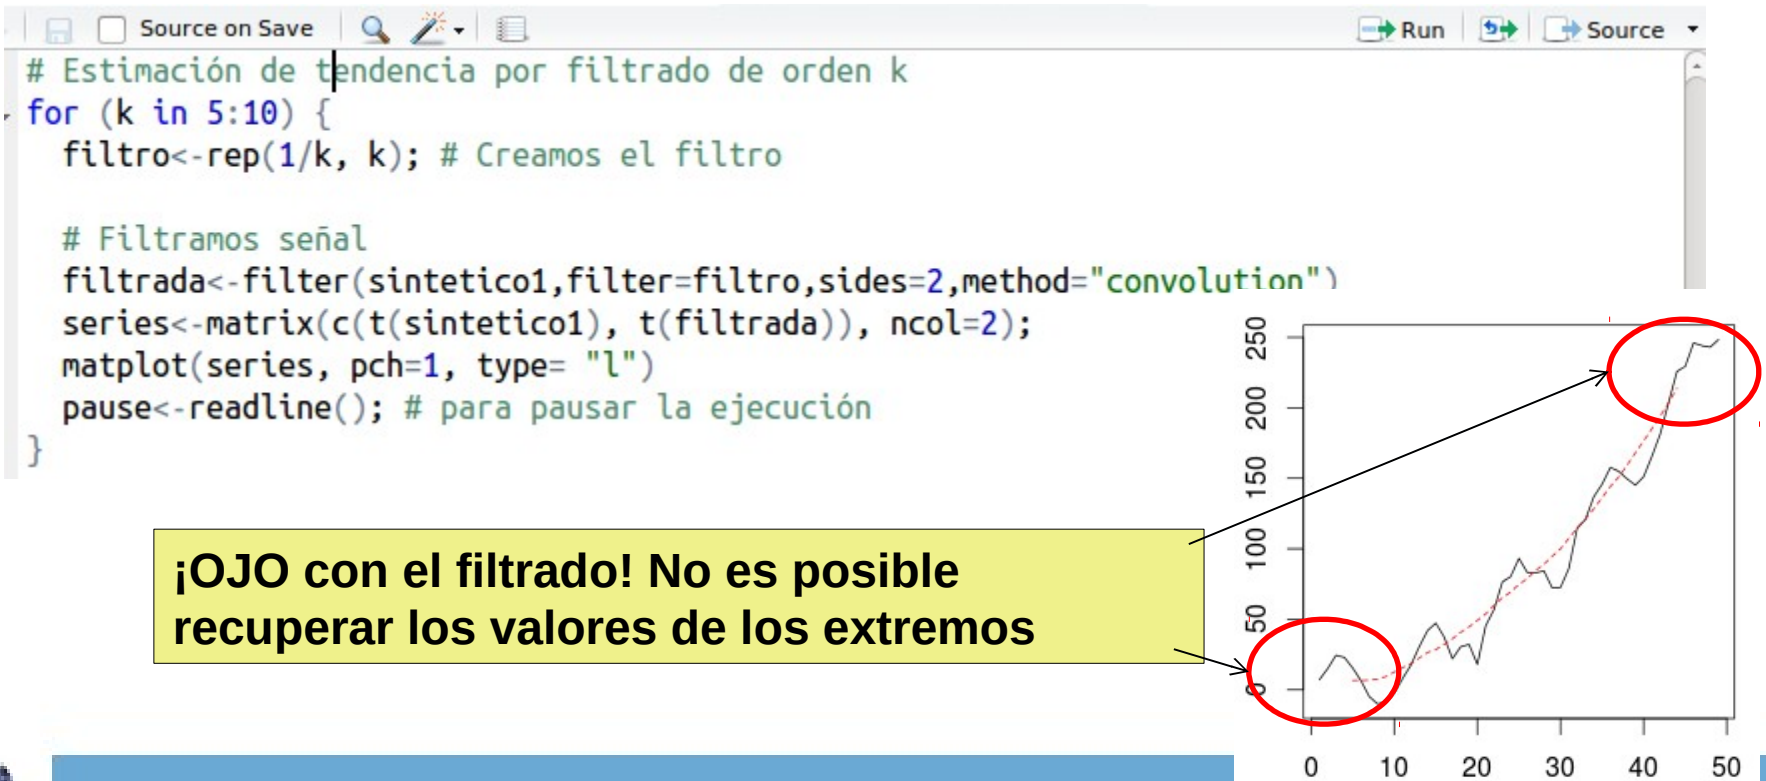 Source on Save
Run
Source
# Estimación de tendencia por filtrado de orden k
for (k in 5:10) {
filtro<-rep(1/k, k); # Creamos el filtro
# Filtramos señal
filtrada<-filter(sintetico1,filter=filtro,sides=2,method="convolution")
series<-matrix(c(t(sintetico1), t(filtrada)), ncol=2);
matplot(series, pch=1, type= "l")
pause<-readline(); # para pausar la ejecución
}
¡OJO con el filtrado! No es posible
recuperar los valores de los extremos
250
200
150
100
50
0
0 10 20 30 40 50